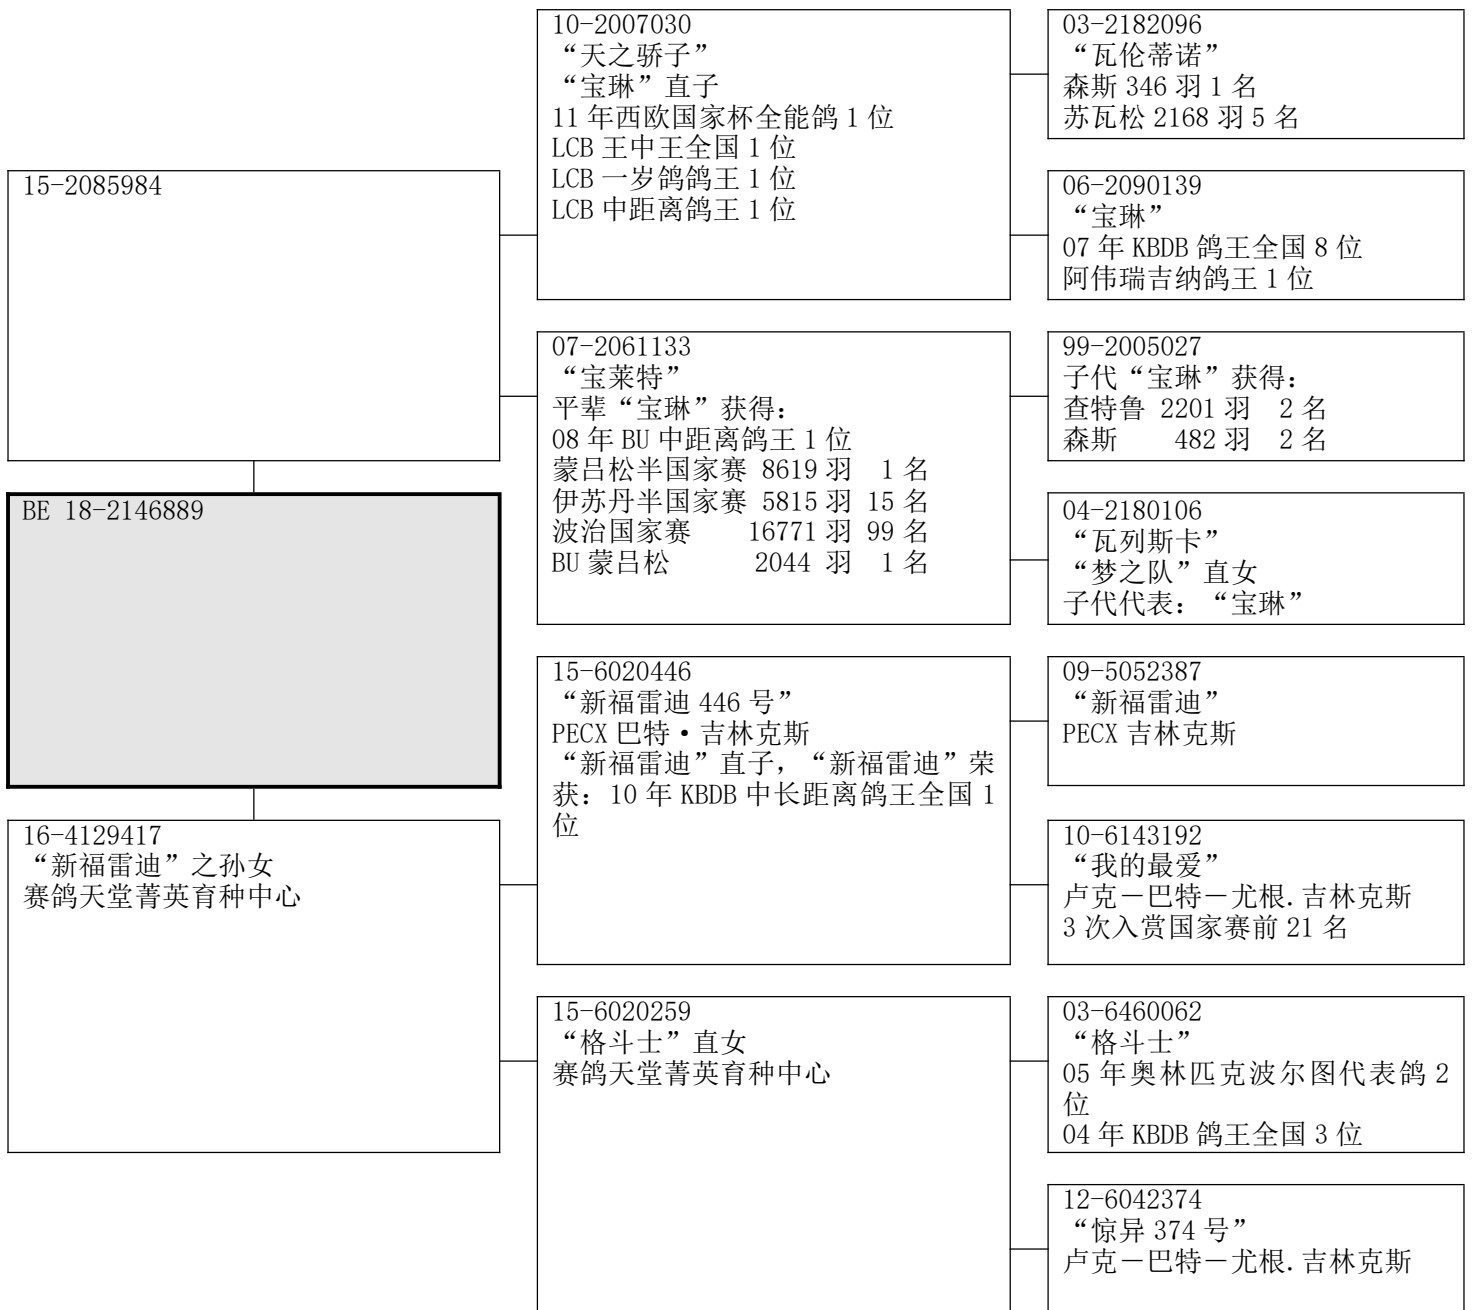 15-2085984
BE 18-2146889
16-4129417
“新福雷迪”之孙女
赛鸽天堂菁英育种中心
10-2007030
“天之骄子”
“宝琳”直子
11 年西欧国家杯全能鸽 1 位
LCB 王中王全国 1 位
LCB 一岁鸽鸽王 1 位
LCB 中距离鸽王 1 位
07-2061133
“宝莱特”
平辈“宝琳”获得：
08 年 BU 中距离鸽王 1 位
蒙吕松半国家赛 8619 羽 1 名
伊苏丹半国家赛 5815 羽 15 名
波治国家赛 16771 羽 99 名
BU 蒙吕松 2044 羽 1 名
15-6020446
“新福雷迪 446 号”
PECX 巴特·吉林克斯
“新福雷迪”直子，“新福雷迪”荣
获：10 年 KBDB 中长距离鸽王全国 1
位
15-6020259
“格斗士”直女
赛鸽天堂菁英育种中心
03-2182096
“瓦伦蒂诺”
森斯 346 羽 1 名
苏瓦松 2168 羽 5 名
06-2090139
“宝琳”
07 年 KBDB 鸽王全国 8 位
阿伟瑞吉纳鸽王 1 位
99-2005027
子代“宝琳”获得：
查特鲁 2201 羽 2 名
森斯 482 羽 2 名
04-2180106
“瓦列斯卡”
“梦之队”直女
子代代表：“宝琳”
09-5052387
“新福雷迪”
PECX 吉林克斯
10-6143192
“我的最爱”
卢克－巴特－尤根.吉林克斯
3 次入赏国家赛前 21 名
03-6460062
“格斗士”
05 年奥林匹克波尔图代表鸽 2
位
04 年 KBDB 鸽王全国 3 位
12-6042374
“惊异 374 号”
卢克－巴特－尤根.吉林克斯